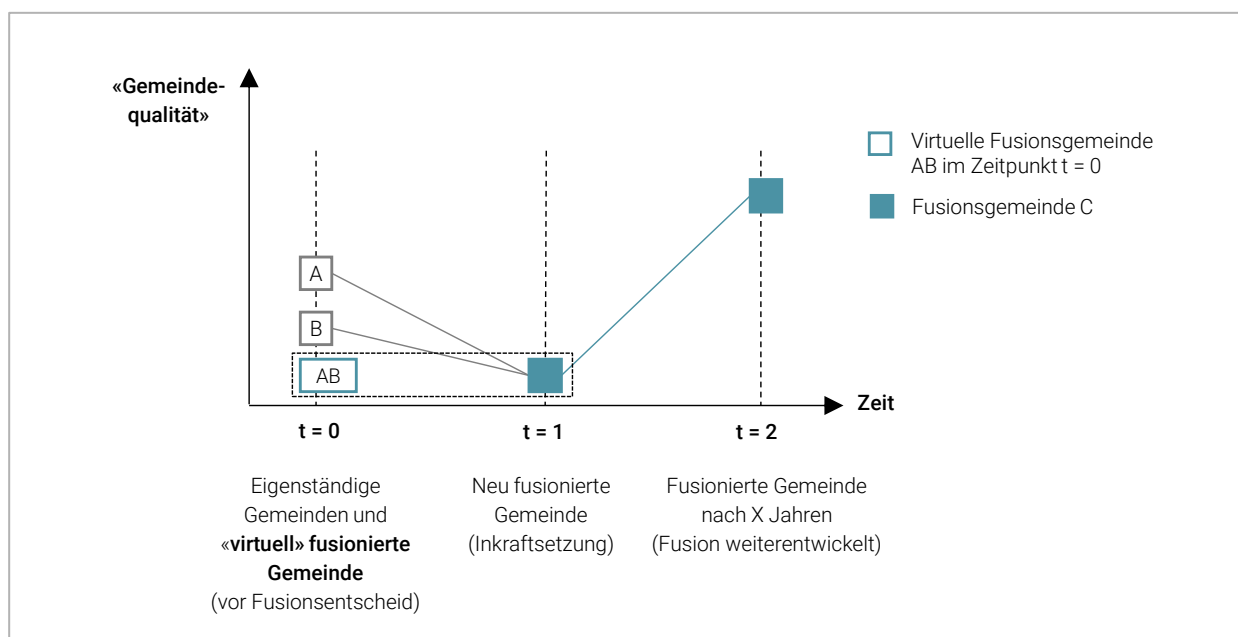 «Gemeinde-
qualität»
Virtuelle Fusionsgemeinde
AB im Zeitpunkt t = 0
Fusionsgemeinde C
A
B
AB
Zeit
t = 0
t = 1
t = 2
Eigenständige
Gemeinden und
«virtuell» fusionierte
Gemeinde
(vor Fusionsentscheid)
Neu fusionierte
Gemeinde
(Inkraftsetzung)
Fusionierte Gemeinde
nach X Jahren
(Fusion weiterentwickelt)